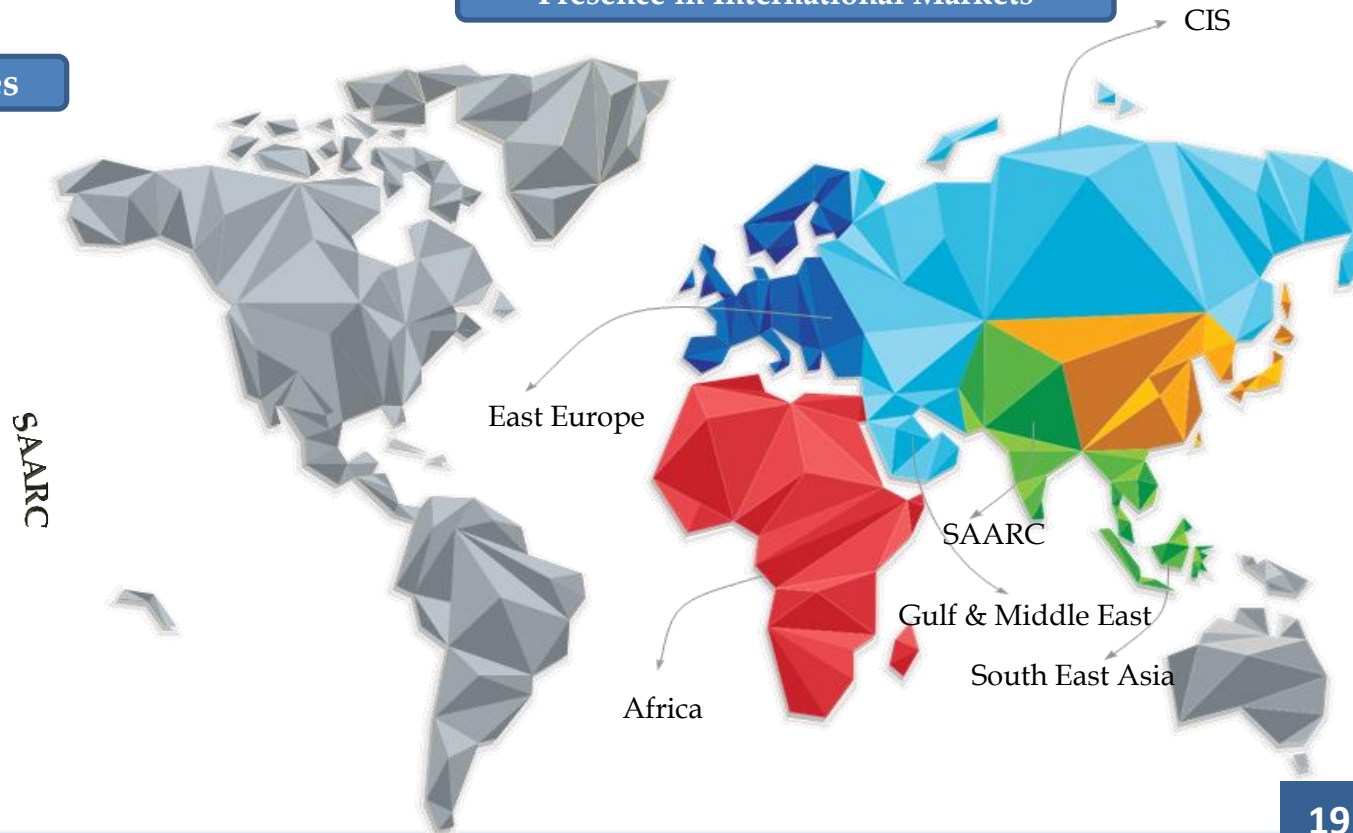 Presence in International Markets
CIS
East Europe
SAARC
SAARC
Gulf & Middle East
South East Asia
Africa
19